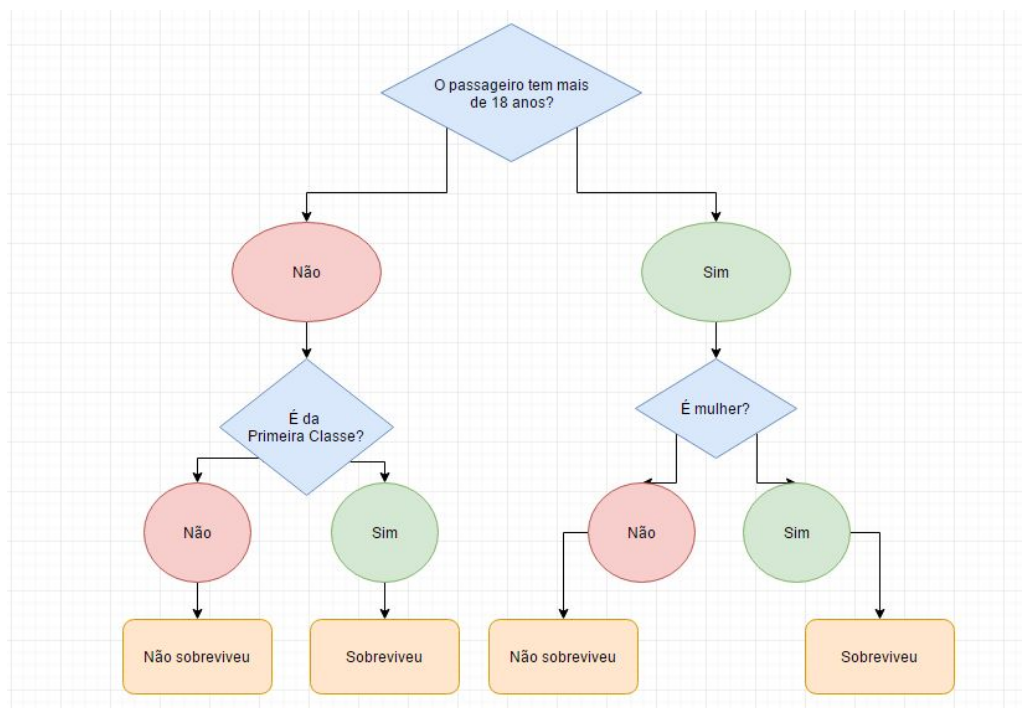 O passageiro tem mais
de 18 anos?
Não
Sim
É da
Primeira Classe?
É mulher?
Não
Sim
Não
Sim
Não sobreviveu
Sobreviveu
Não sobreviveu
Sobreviveu